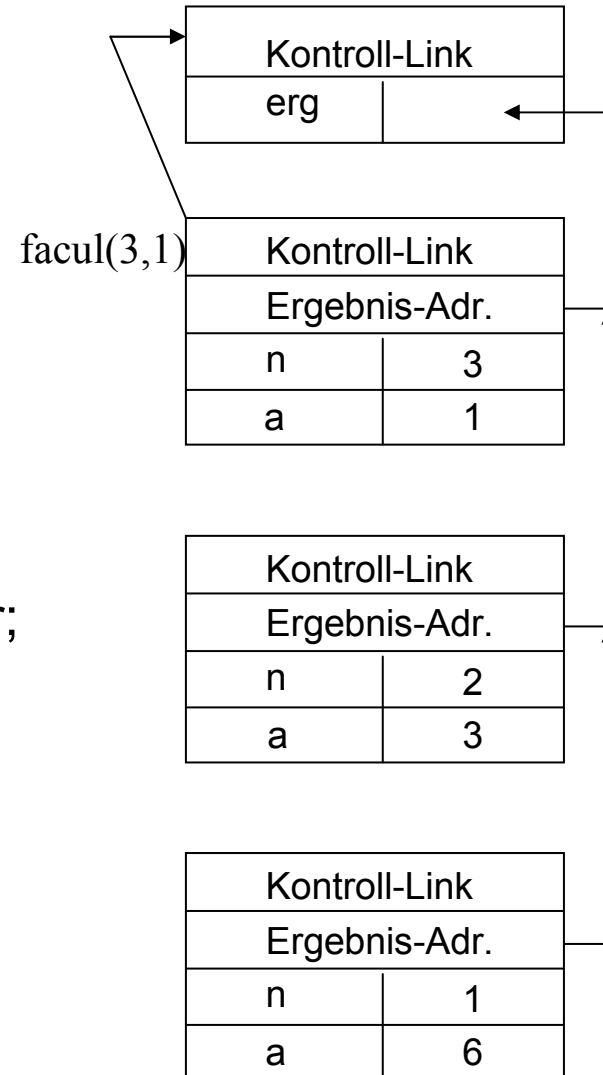 Kontroll-Link
erg
facul(3,1)
Kontroll-Link
Ergebnis-Adr.
n 3
a 1
Kontroll-Link
Ergebnis-Adr.
n 2
a 3
Kontroll-Link
Ergebnis-Adr.
n 1
a 6